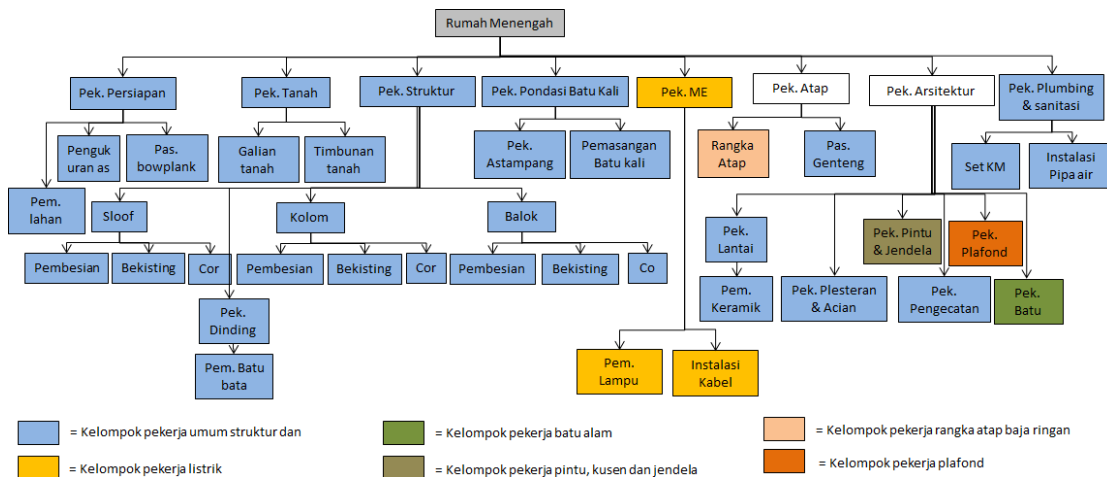 Rumah Menengah
Pek. Persiapan
Pek. Tanah
Pek. Struktur
Pek. Pondasi Batu Kali
Pek. ME
Pek. Atap
Pek. Arsitektur
Pek. Plumbing
& sanitasi
Penguk
uran as
Pas.
bowplank
Galian
tanah
Timbunan
tanah
Pek.
Astampang
Pemasangan
Batu kali
Rangka
Atap
Pas.
Genteng
Set KM
Instalasi
Pipa air
Pem.
lahan
Sloof
Kolom
Balok
Pek.
Lantai
Pek. Pintu
& Jendela
Pek.
Plafond
Pembesian
Bekisting
Cor
Pembesian
Bekisting
Cor
Pembesian
Bekisting
Co
Pem.
Keramik
Pek. Plesteran
& Acian
Pek.
Pengecatan
Pek.
Batu
Pek.
Dinding
Pem. Batu
bata
Pem.
Lampu
Instalasi
Kabel
= Kelompok pekerja umum struktur dan
= Kelompok pekerja batu alam
= Kelompok pekerja rangka atap baja ringan
= Kelompok pekerja listrik
= Kelompok pekerja pintu, kusen dan jendela
= Kelompok pekerja plafond